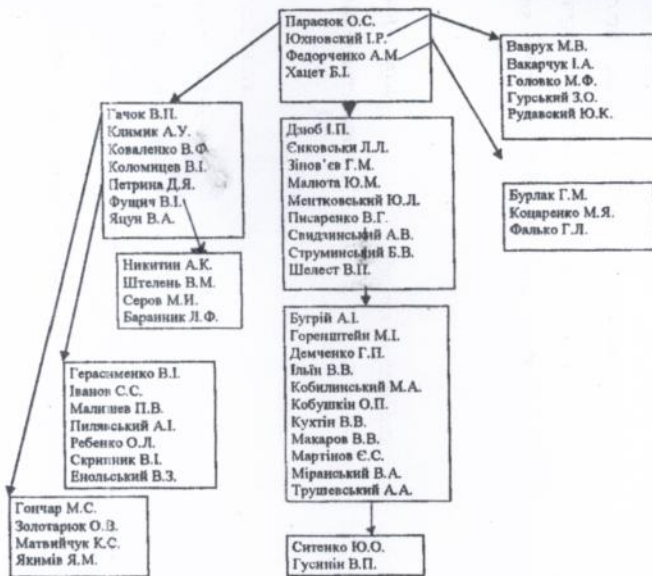 Парасюк О.С.
Юхновский І.Р.
Федорченко А.М.
Хацет Б.І.
Ваврух М.В.
Вакарчук І.А.
Головко М.Ф.
Гурський З.О.
Рудавский Ю.К.
Гачок В.П.
Климик А.У.
Коваленко В.Ф.
Коломицев В.І.
Петрина Д.Я.
Фущич В.І.
Яцун В.А.
Дзюб І.П.
Єнковськи Л.Л.
Зінов'єв Г.М.
Малюта Ю.М.
Ментковський Ю.Л.
Писаренко В.Г.
Свидзинський А.В.
Струминський Б.В.
Шелест В.П.
Бурлак Г.М.
Коцаренко М.Я.
Фалько Г.Л.
Никитин А.К.
Штелень В.М.
Серов М.И.
Баранник Л.Ф.
Бугрій А.І.
Горенштейн М.І.
Демченко Г.П.
Ільїн В.В.
Кобилинський М.А.
Кобушкін О.П.
Кухтін В.В.
Макаров В.В.
Мартінов Є.С.
Міранський В.А.
Трушевський А.А.
Герасименко В.І.
Іванов С.С.
Малишев П.В.
Пилявський А.І.
Ребенко О.Л.
Скрипник В.І.
Енольський В.З.
Гончар М.С.
Золотарюк О.В.
Матвийчук К.С.
Якимів Я.М.
Ситенко Ю.О.
Гусинін В.П.